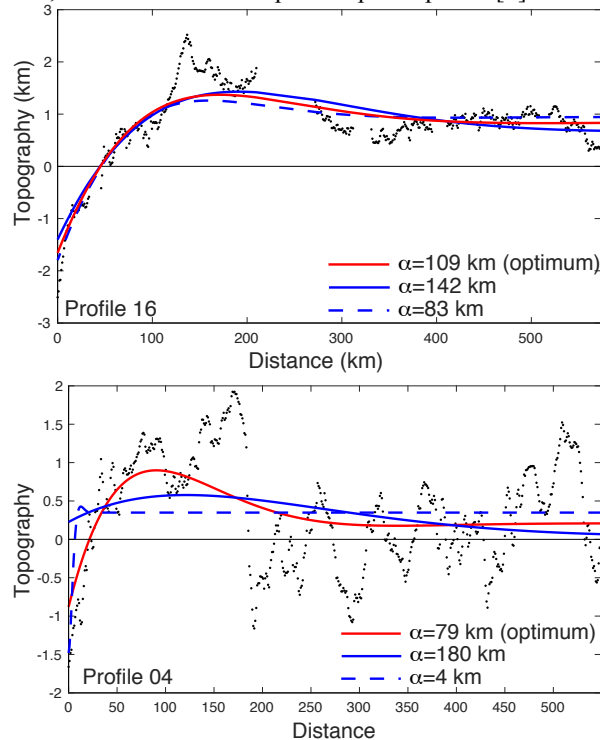 3
2
1
0
-1
-2
-3
Topography (km)
α=109 km (optimum)
α=142 km
α=83 km
Profile 16
0 100 200 300 400 500
Distance (km)
2
1.5
1
0.5
0
-0.5
-1
-1.5
-2
Topography
α=79 km (optimum)
α=180 km
α=4 km
Profile 04
0 50 100 150 200 250 300 350 400 450 500
Distance